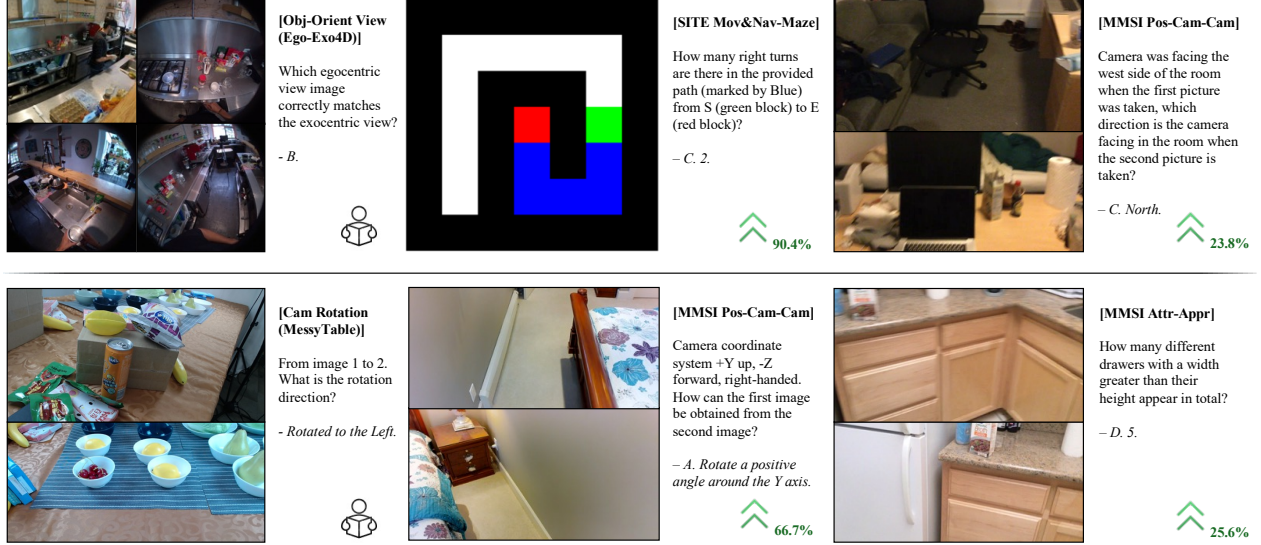 [Obj-Orient View
(Ego-Exo4D)]
Which egocentric
view image
correctly matches
the exocentric view?
- B.
[SITE Mov&Nav-Maze]
How many right turns
are there in the provided
path (marked by Blue)
from S (green block) to E
(red block)?
– C. 2.
90.4%
[MMSI Pos-Cam-Cam]
Camera was facing the
west side of the room
when the first picture
was taken, which
direction is the camera
facing in the room when
the second picture is
taken?
– C. North.
23.8%
[Cam Rotation
(MessyTable)]
From image 1 to 2.
What is the rotation
direction?
- Rotated to the Left.
[MMSI Pos-Cam-Cam]
Camera coordinate
system +Y up, -Z
forward, right-handed.
How can the first image
be obtained from the
second image?
– A. Rotate a positive
angle around the Y axis.
66.7%
[MMSI Attr-Appr]
How many different
drawers with a width
greater than their
height appear in total?
– D. 5.
25.6%